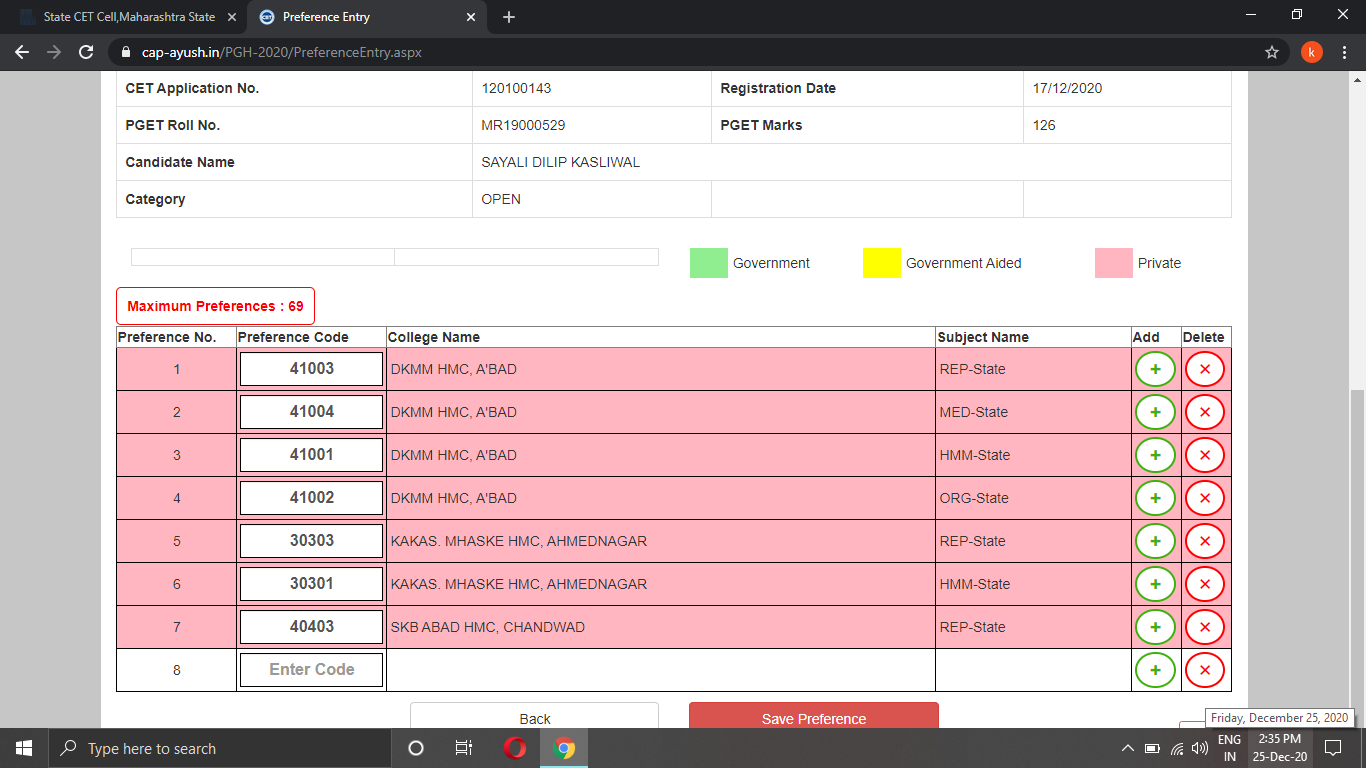 State CET Cell,Maharashtra State
Preference Entry
cap-ayush.in/PGH-2020/PreferenceEntry.aspx
k
CET Application No. 120100143 Registration Date 17/12/2020
PGET Roll No. MR19000529 PGET Marks 126
Candidate Name SAYALI DILIP KASLIWAL
Category OPEN
Government Government Aided Private
Maximum Preferences : 69
Preference No. Preference Code College Name Subject Name Add Delete
1 41003 DKMM HMC, A'BAD REP-State
2 41004 DKMM HMC, A'BAD MED-State
3 41001 DKMM HMC, A'BAD HMM-State
4 41002 DKMM HMC, A'BAD ORG-State
5 30303 KAKAS. MHASKE HMC, AHMEDNAGAR REP-State
6 30301 KAKAS. MHASKE HMC, AHMEDNAGAR HMM-State
7 40403 SKB ABAD HMC, CHANDWAD REP-State
8 Enter Code
Back Save Preference
Friday, December 25, 2020
Type here to search
ENG
IN
2:35 PM
25-Dec-20